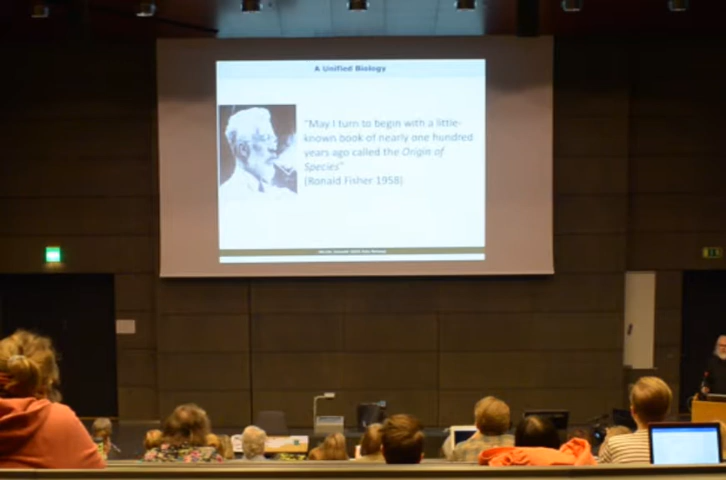 A Unified Biology
"May I turn to begin with a little-
known book of nearly one hundred
years ago called the Origin of
Species"
(Ronald Fisher 1958)